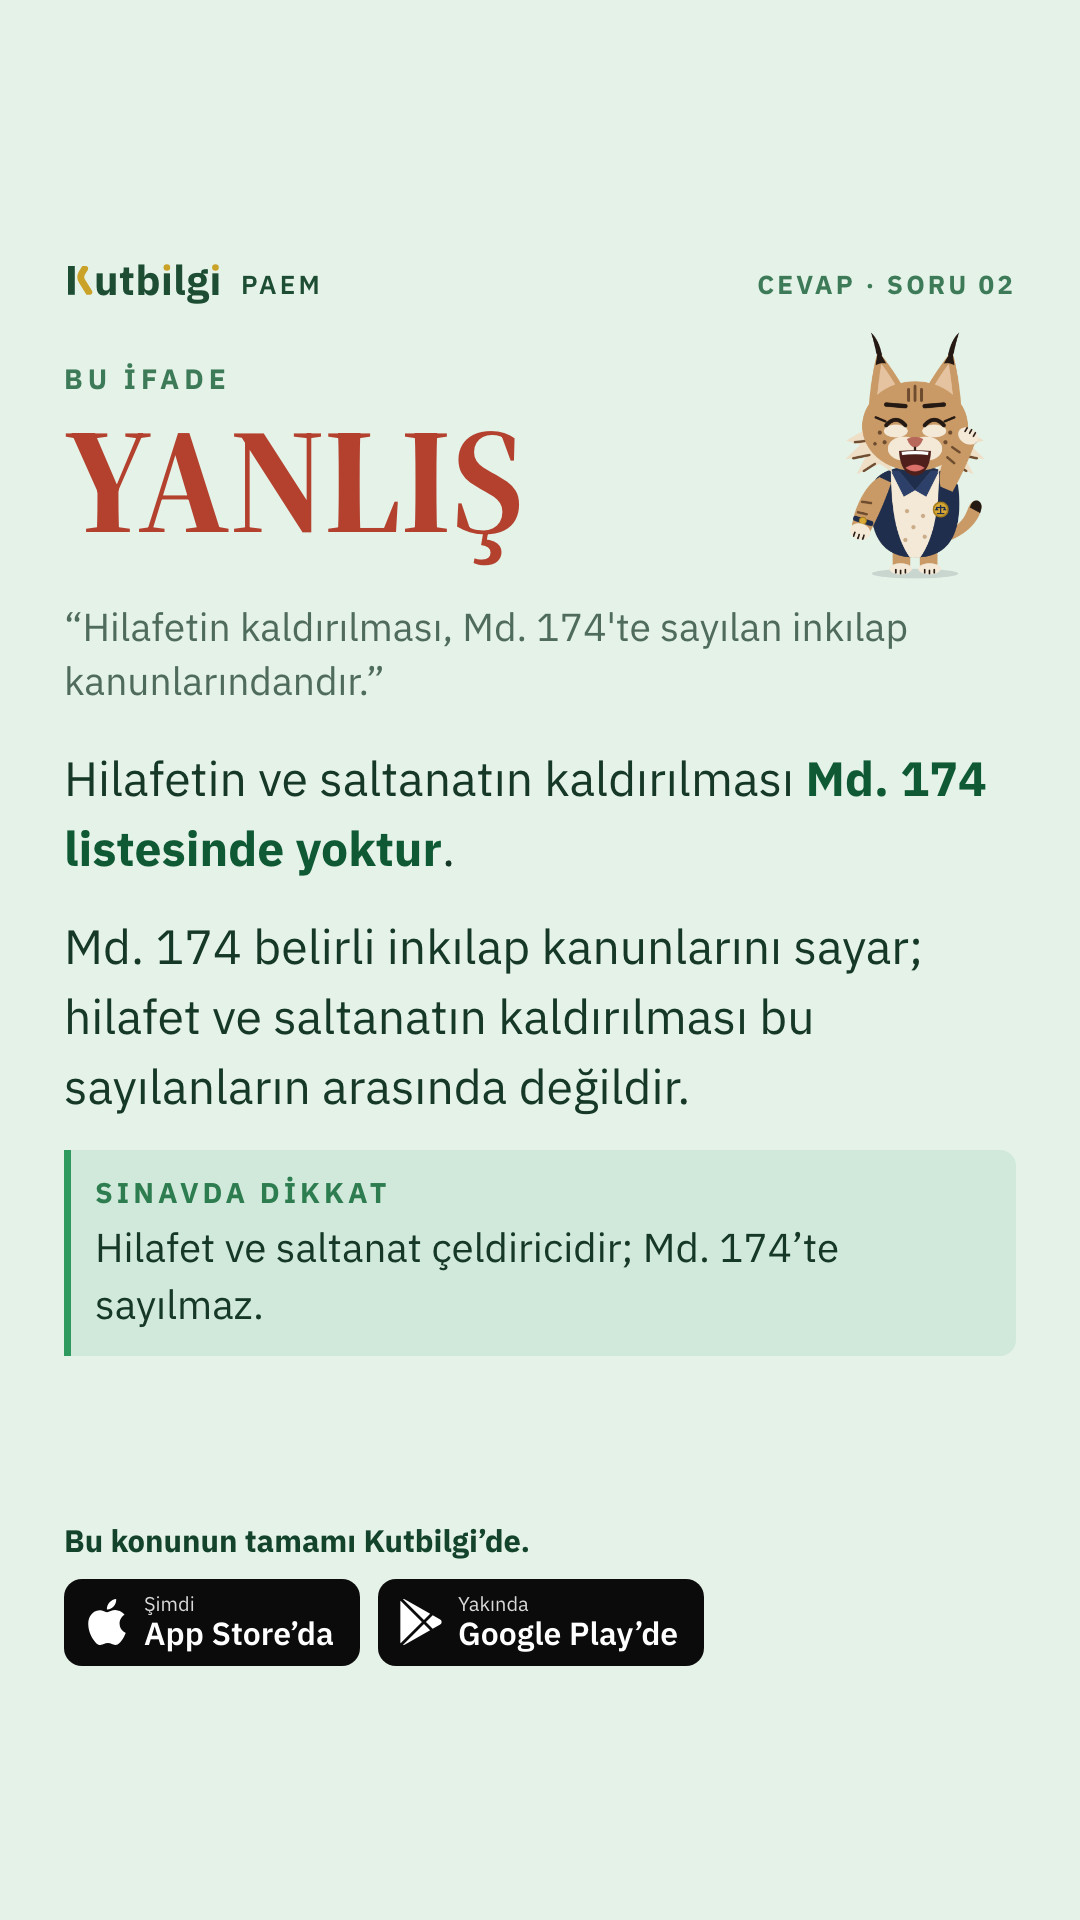 Kutbilgi PAEM
CEVAP · SORU 02
BU İFADE
YANLIŞ
“Hilafetin kaldırılması, Md. 174'te sayılan inkılap
kanunlarındandır.”
Hilafetin ve saltanatın kaldırılması Md. 174
listesinde yoktur.
Md. 174 belirli inkılap kanunlarını sayar;
hilafet ve saltanatın kaldırılması bu
sayılanların arasında değildir.
SINAVDA DİKKAT
Hilafet ve saltanat çeldiricidir; Md. 174’te
sayılmaz.
Bu konunun tamamı Kutbilgi’de.
Şimdi
App Store’da
Yakında
Google Play’de